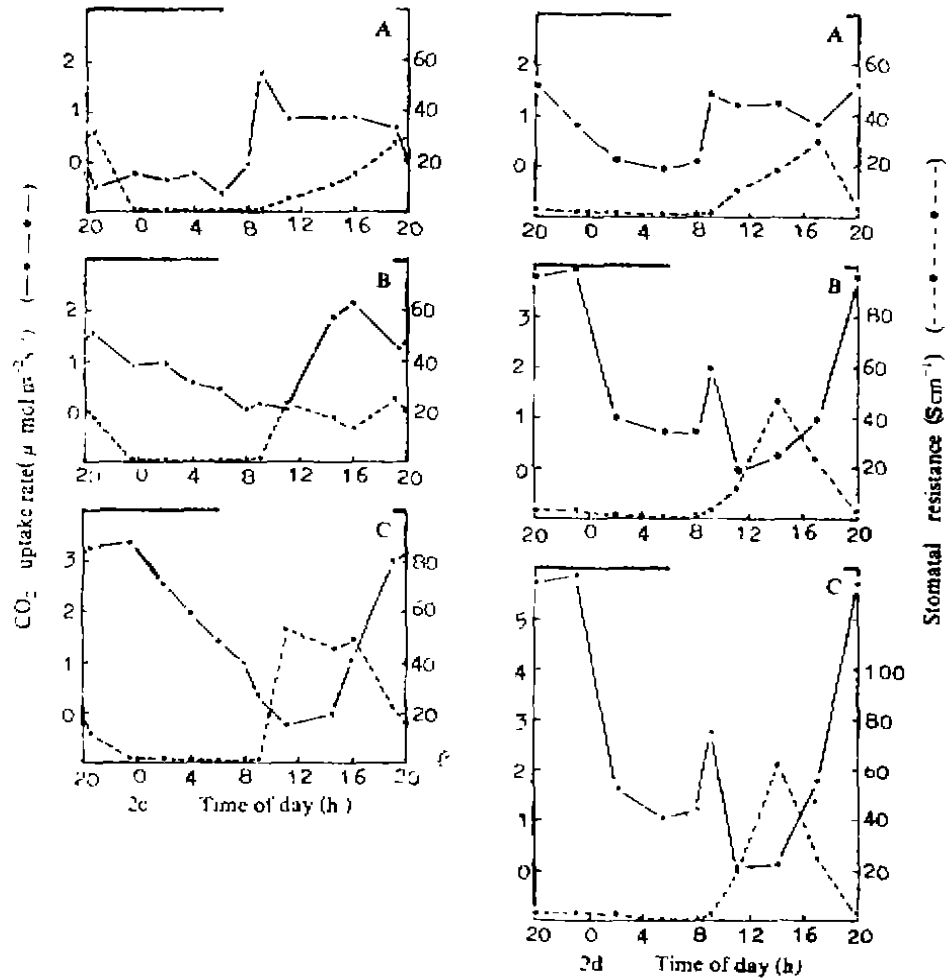 CO2 uptake rate( μ mol m⁻²s⁻¹) (—•—•—)
A
2
1
0
60
40
20
20 0 4 8 12 16 20
B
2
1
0
60
40
20
20 0 4 8 12 16 20
C
3
2
1
0
80
60
40
20
20 0 4 8 12 16 20
2c Time of day (h)
A
2
1
0
60
40
20
20 0 4 8 12 16 20
B
3
2
1
0
80
60
40
20
20 0 4 8 12 16 20
C
5
4
3
2
1
0
100
80
60
40
20
20 0 4 8 12 16 20
2d Time of day (h)
Stomatal resistance (Scm⁻¹) (----•----•----)